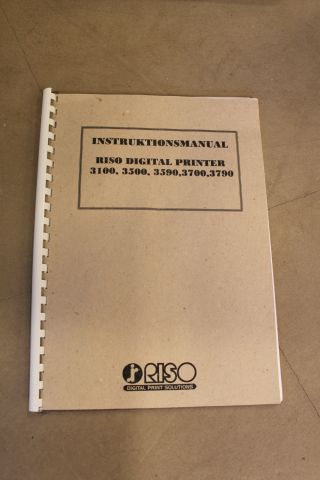 INSTRUKTIONSMANUAL
RISO DIGITAL PRINTER
3100, 3500, 3590,3700,3790
RISO
DIGITAL PRINT SOLUTIONS